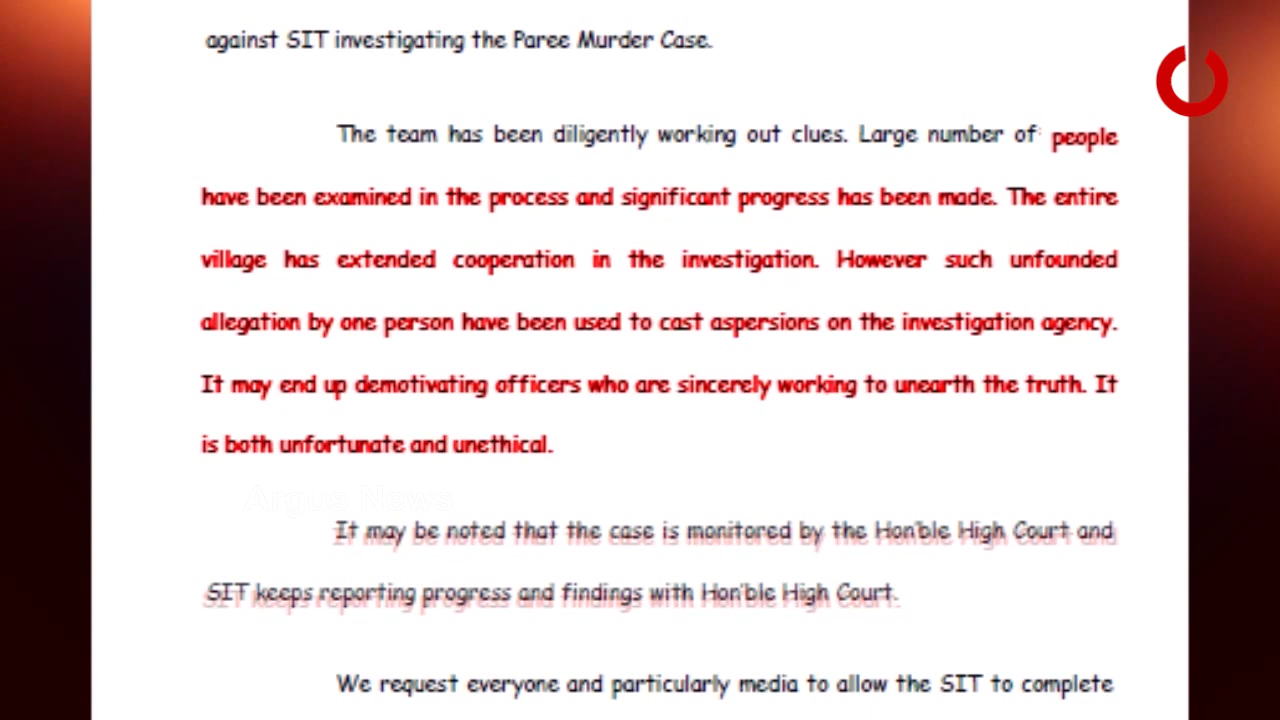 against SIT investigating the Paree Murder Case.
The team has been diligently working out clues. Large number of people
have been examined in the process and significant progress has been made. The entire
village has extended cooperation in the investigation. However such unfounded
allegation by one person have been used to cast aspersions on the investigation agency.
It may end up demotivating officers who are sincerely working to unearth the truth. It
is both unfortunate and unethical.
Argus News
It may be noted that the case is monitored by the Hon'ble High Court and
SIT keeps reporting progress and findings with Hon'ble High Court.
We request everyone and particularly media to allow the SIT to complete